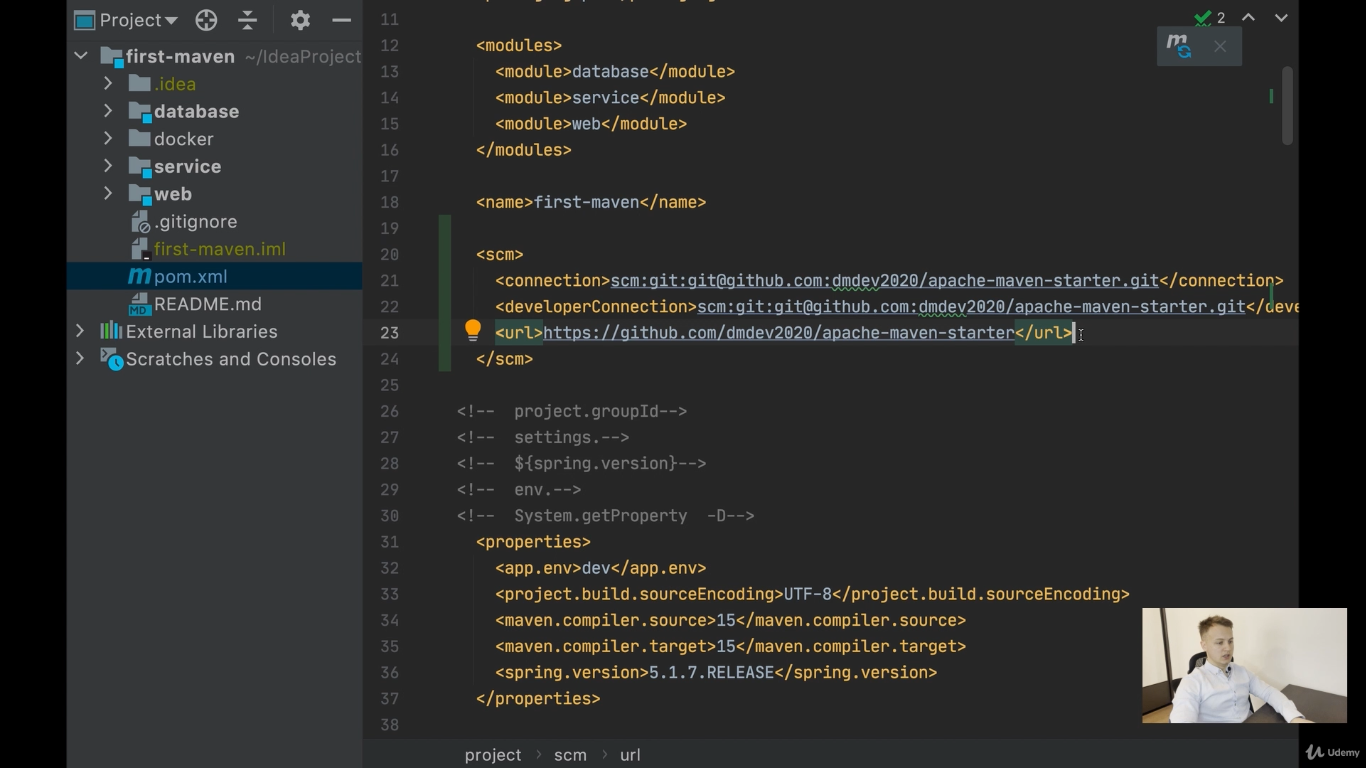 Project
first-maven ~/IdeaProject
.idea
database
docker
service
web
.gitignore
first-maven.iml
pom.xml
README.md
External Libraries
Scratches and Consoles
2
11
12 <modules>
13 <module>database</module>
14 <module>service</module>
15 <module>web</module>
16 </modules>
17
18 <name>first-maven</name>
19
20 <scm>
21 <connection>scm:git:git@github.com:dmdev2020/apache-maven-starter.git</connection>
22 <developerConnection>scm:git:git@github.com:dmdev2020/apache-maven-starter.git</deve
23 <url>https://github.com/dmdev2020/apache-maven-starter</url>
24 </scm>
25
26 <!-- project.groupId-->
27 <!-- settings.-->
28 <!-- ${spring.version}-->
29 <!-- env.-->
30 <!-- System.getProperty -D-->
31 <properties>
32 <app.env>dev</app.env>
33 <project.build.sourceEncoding>UTF-8</project.build.sourceEncoding>
34 <maven.compiler.source>15</maven.compiler.source>
35 <maven.compiler.target>15</maven.compiler.target>
36 <spring.version>5.1.7.RELEASE</spring.version>
37 </properties>
38
project > scm > url
Udemy